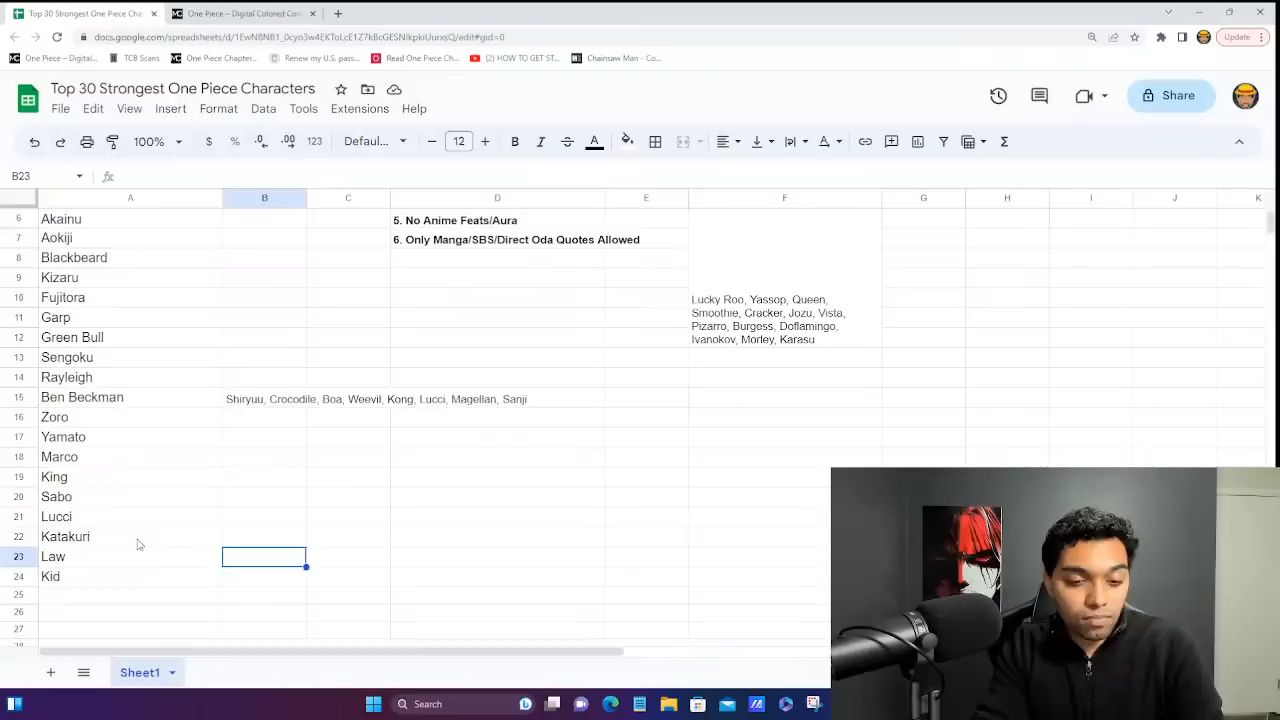 Top 30 Strongest One Piece Cha
One Piece – Digital Colored Con
docs.google.com/spreadsheets/d/1EwN8NB1_0cyo3w4EKToLcE1Z7kBcGESNIkpkiUurxsQ/edit#gid=0
Update
One Piece – Digital...
TCB Scans
One Piece Chapter...
Renew my U.S. pass...
Read One Piece Ch...
(2) HOW TO GET ST...
Chainsaw Man - Co...
Top 30 Strongest One Piece Characters
File Edit View Insert Format Data Tools Extensions Help
Share
100% $ % .0 .00 123 Defaul... 12 B I A
B23
A B C D E F G H I J K
6 Akainu 5. No Anime Feats/Aura
7 Aokiji 6. Only Manga/SBS/Direct Oda Quotes Allowed
8 Blackbeard
9 Kizaru
10 Fujitora
Lucky Roo, Yassop, Queen,
11 Garp Smoothie, Cracker, Jozu, Vista,
Pizarro, Burgess, Doflamingo,
12 Green Bull Ivanokov, Morley, Karasu
13 Sengoku
14 Rayleigh
15 Ben Beckman Shiryuu, Crocodile, Boa, Weevil, Kong, Lucci, Magellan, Sanji
16 Zoro
17 Yamato
18 Marco
19 King
20 Sabo
21 Lucci
22 Katakuri
23 Law
24 Kid
25
26
27
28
Sheet1
Search